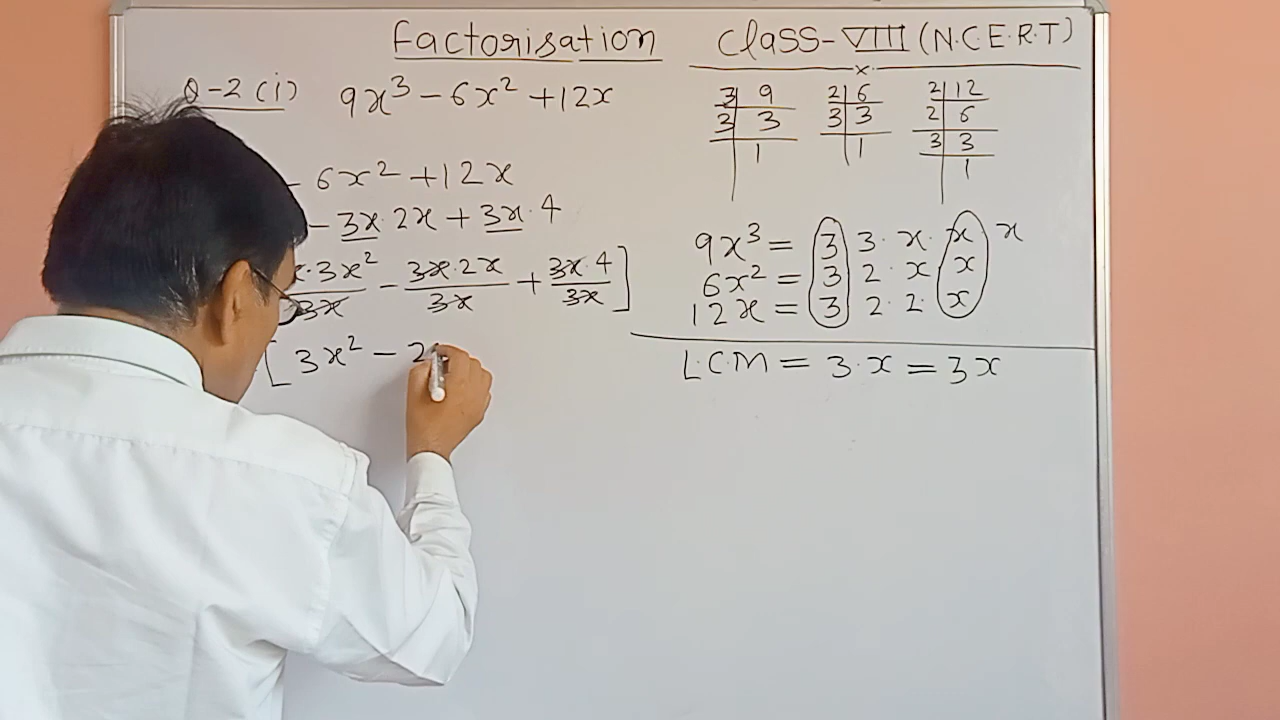 Factorisation Class-VIII (N.C.E.R.T)
Q-2 (i) 9x³ - 6x² + 12x
- 6x² + 12x
- 3x·2x + 3x·4
·3x²/3x - 3x·2x/3x + 3x·4/3x ]
[ 3x² - 2
3 | 9
3 | 3
| 1
2 | 6
3 | 3
| 1
2 | 12
2 | 6
3 | 3
| 1
9x³ = 3 3·x·x x
6x² = 3 2·x x
12x = 3 2·2· x
L.C.M = 3·x = 3x